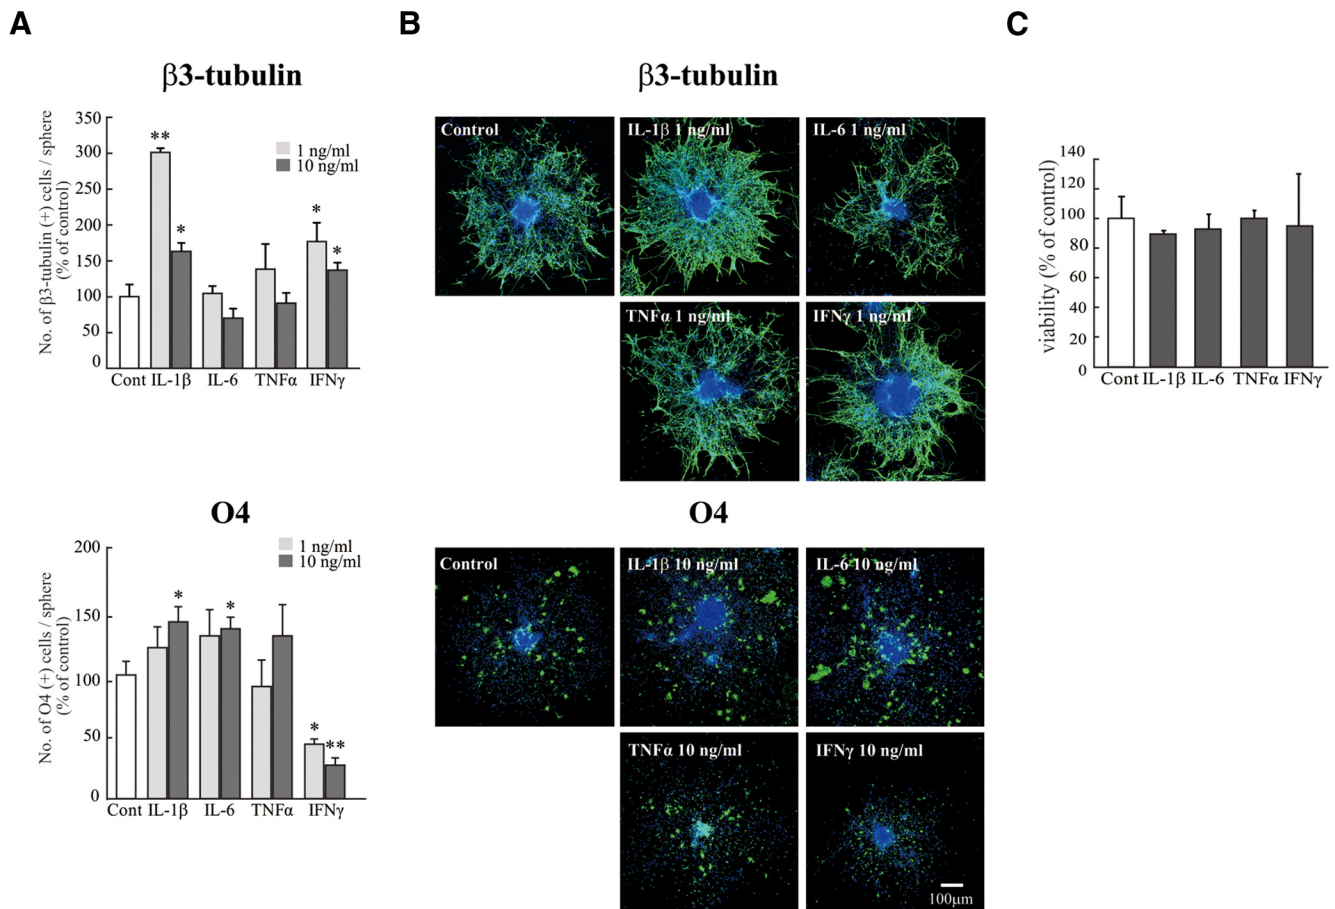 A
B
C
β3-tubulin
No. of β3-tubulin (+) cells / sphere
(% of control)
350
300
250
200
150
100
50
0
**
*
*
*
1 ng/ml
10 ng/ml
Cont IL-1β IL-6 TNFα IFNγ
O4
No. of O4 (+) cells / sphere
(% of control)
200
150
100
50
0
*
*
*
**
1 ng/ml
10 ng/ml
Cont IL-1β IL-6 TNFα IFNγ
β3-tubulin
Control
IL-1β 1 ng/ml
IL-6 1 ng/ml
TNFα 1 ng/ml
IFNγ 1 ng/ml
O4
Control
IL-1β 10 ng/ml
IL-6 10 ng/ml
TNFα 10 ng/ml
IFNγ 10 ng/ml
100μm
viability (% of control)
140
120
100
80
60
40
20
0
Cont IL-1β IL-6 TNFα IFNγ